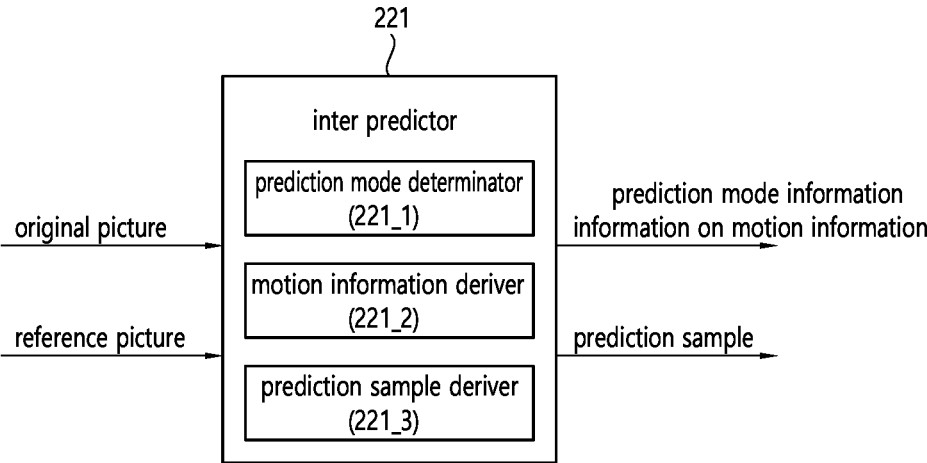 221
inter predictor
prediction mode determinator
(221_1)
motion information deriver
(221_2)
prediction sample deriver
(221_3)
original picture
reference picture
prediction mode information
information on motion information
prediction sample